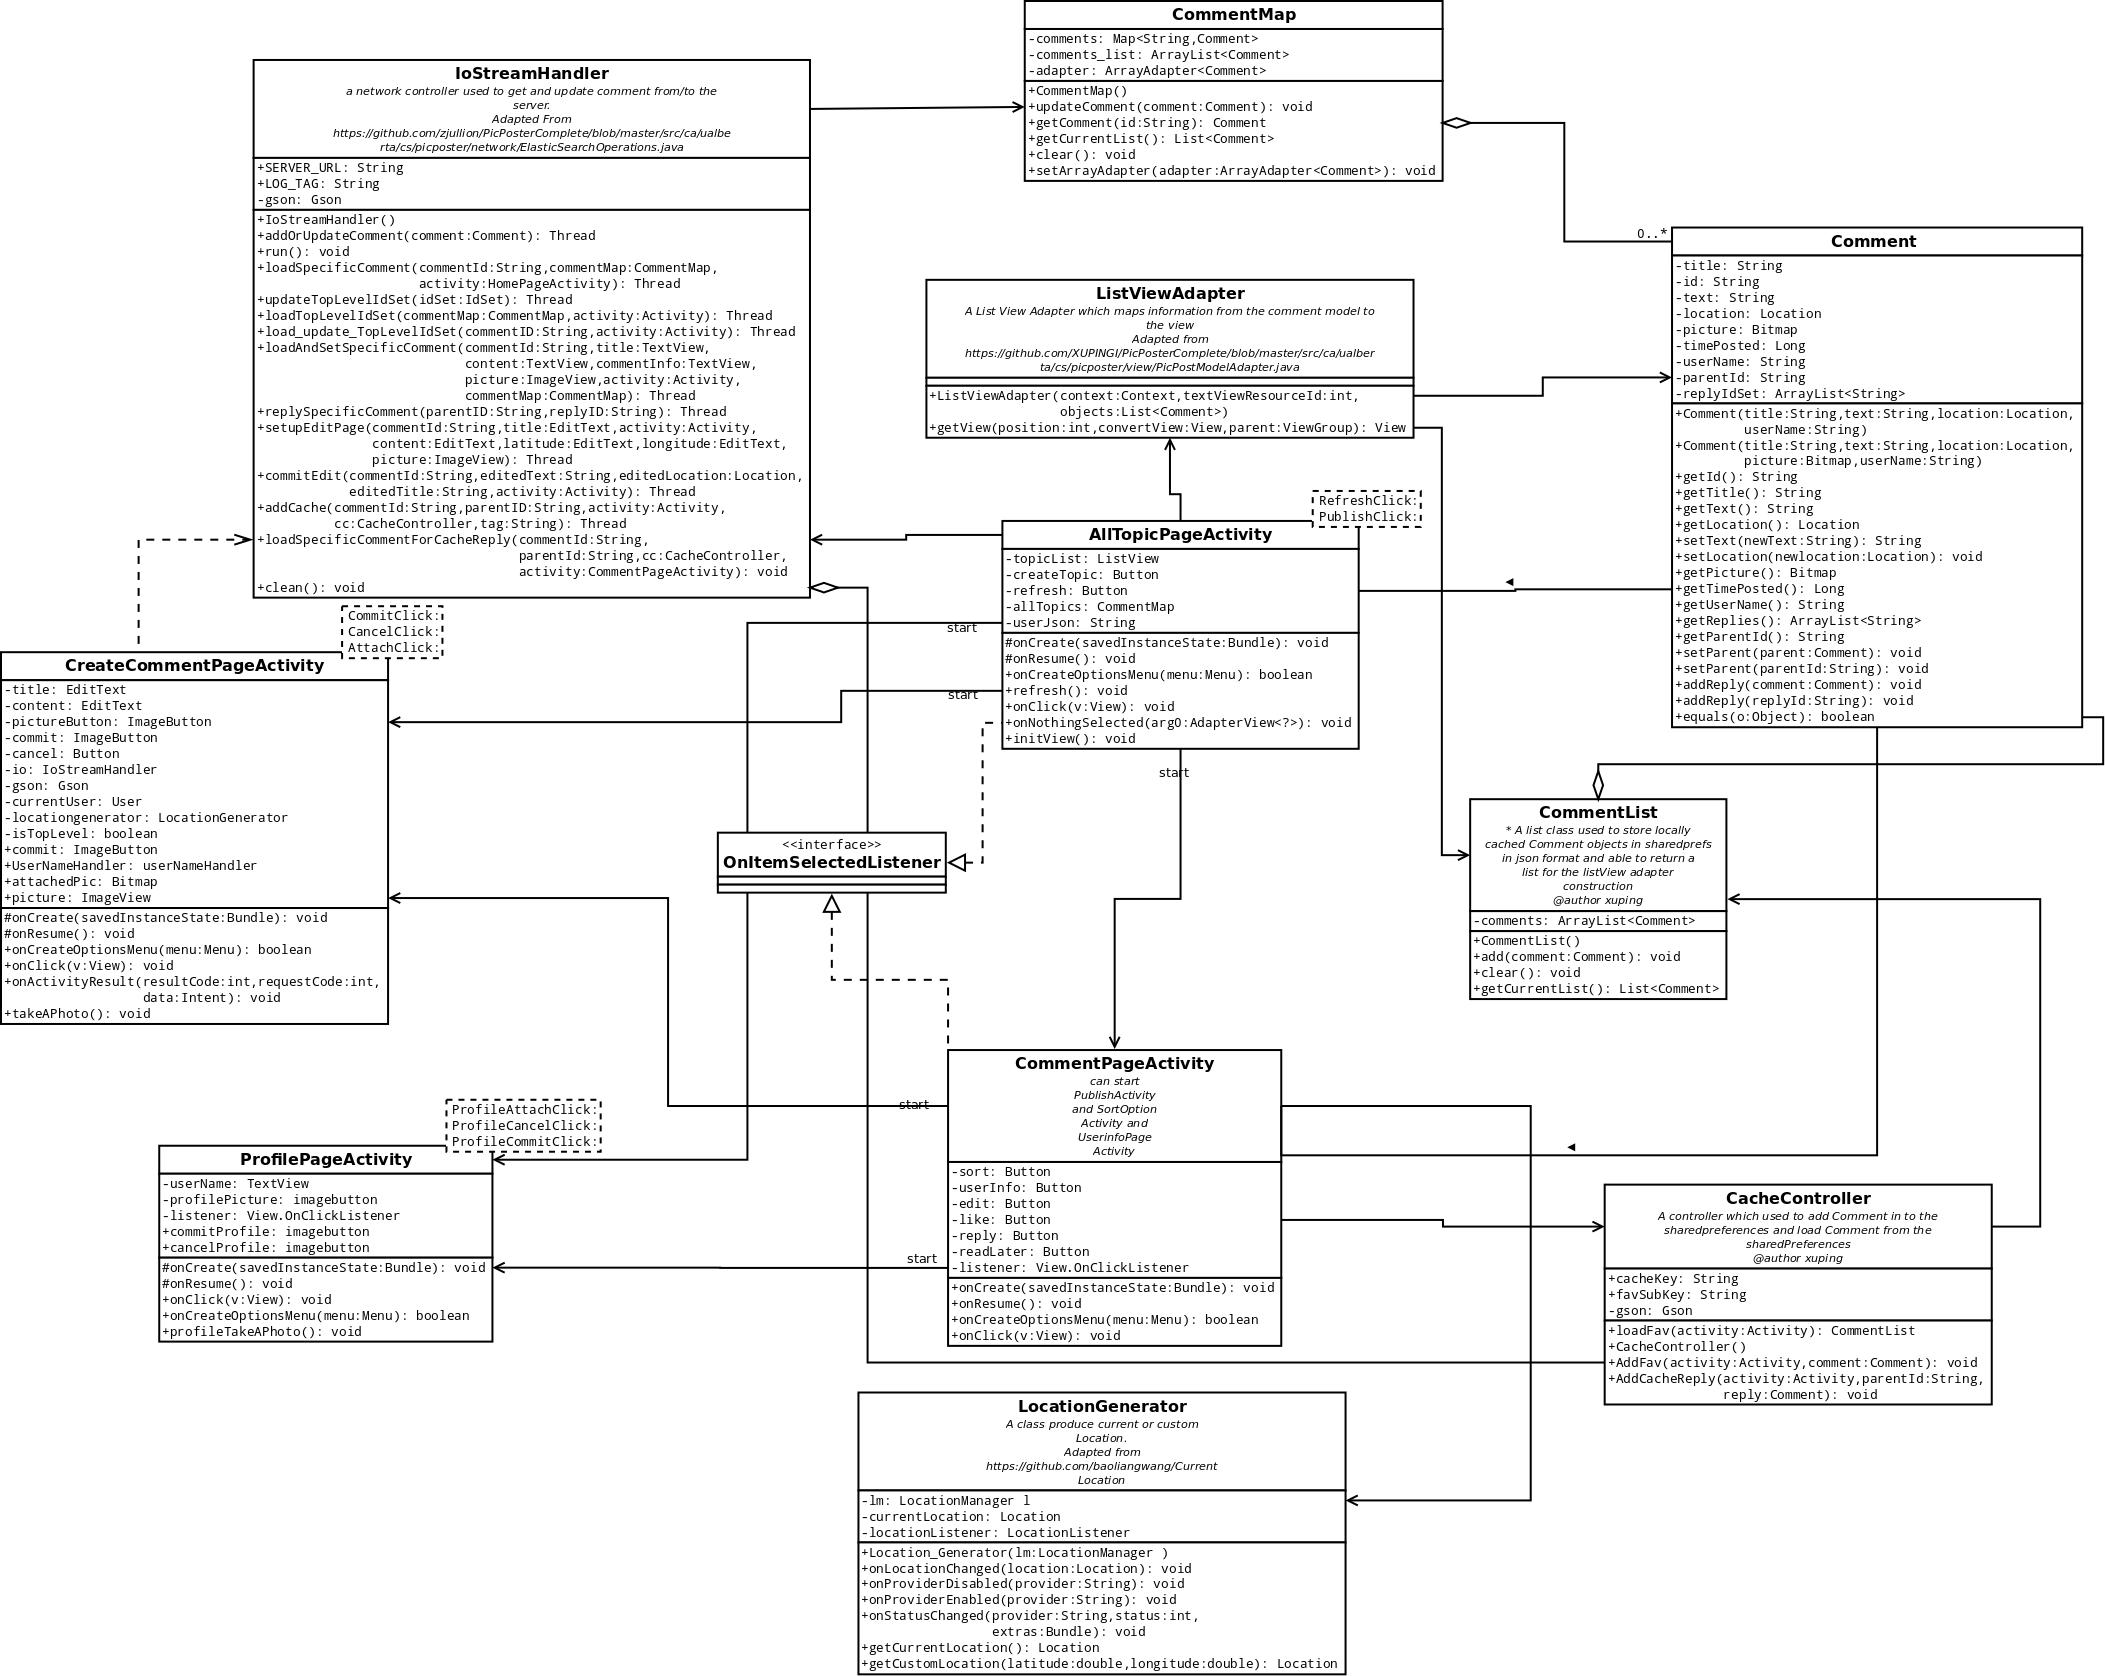 CommentMap
-comments: Map<String,Comment>
-comments_list: ArrayList<Comment>
-adapter: ArrayAdapter<Comment>
+CommentMap()
+updateComment(comment:Comment): void
+getComment(id:String): Comment
+getCurrentList(): List<Comment>
+clear(): void
+setArrayAdapter(adapter:ArrayAdapter<Comment>): void
IoStreamHandler
a network controller used to get and update comment from/to the
server.
Adapted From
https://github.com/zjullion/PicPosterComplete/blob/master/src/ca/ualbe
rta/cs/picposter/network/ElasticSearchOperations.java
+SERVER_URL: String
+LOG_TAG: String
-gson: Gson
+IoStreamHandler()
+addOrUpdateComment(comment:Comment): Thread
+run(): void
+loadSpecificComment(commentId:String,commentMap:CommentMap,
activity:HomePageActivity): Thread
+updateTopLevelIdSet(idSet:IdSet): Thread
+loadTopLevelIdSet(commentMap:CommentMap,activity:Activity): Thread
+load_update_TopLevelIdSet(commentID:String,activity:Activity): Thread
+loadAndSetSpecificComment(commentId:String,title:TextView,
content:TextView,commentInfo:TextView,
picture:ImageView,activity:Activity,
commentMap:CommentMap): Thread
+replySpecificComment(parentID:String,replyID:String): Thread
+setupEditPage(commentId:String,title:EditText,activity:Activity,
content:EditText,latitude:EditText,longitude:EditText,
picture:ImageView): Thread
+commitEdit(commentId:String,editedText:String,editedLocation:Location,
editedTitle:String,activity:Activity): Thread
+addCache(commentId:String,parentID:String,activity:Activity,
cc:CacheController,tag:String): Thread
+loadSpecificCommentForCacheReply(commentId:String,
parentId:String,cc:CacheController,
activity:CommentPageActivity): void
+clean(): void
0..*
Comment
-title: String
-id: String
-text: String
-location: Location
-picture: Bitmap
-timePosted: Long
-userName: String
-parentId: String
-replyIdSet: ArrayList<String>
+Comment(title:String,text:String,location:Location,
userName:String)
+Comment(title:String,text:String,location:Location,
picture:Bitmap,userName:String)
+getId(): String
+getTitle(): String
+getText(): String
+getLocation(): Location
+setText(newText:String): String
+setLocation(newlocation:Location): void
+getPicture(): Bitmap
+getTimePosted(): Long
+getUserName(): String
+getReplies(): ArrayList<String>
+getParentId(): String
+setParent(parent:Comment): void
+setParent(parentId:String): void
+addReply(comment:Comment): void
+addReply(replyId:String): void
+equals(o:Object): boolean
ListViewAdapter
A List View Adapter which maps information from the comment model to
the view
Adapted from
https://github.com/XUPINGI/PicPosterComplete/blob/master/src/ca/ualber
ta/cs/picposter/view/PicPostModelAdapter.java
+ListViewAdapter(context:Context,textViewResourceId:int,
objects:List<Comment>)
+getView(position:int,convertView:View,parent:ViewGroup): View
RefreshClick:
PublishClick:
AllTopicPageActivity
-topicList: ListView
-createTopic: Button
-refresh: Button
-allTopics: CommentMap
-userJson: String
#onCreate(savedInstanceState:Bundle): void
#onResume(): void
+onCreateOptionsMenu(menu:Menu): boolean
+refresh(): void
+onClick(v:View): void
+onNothingSelected(arg0:AdapterView<?>): void
+initView(): void
start
start
start
CommitClick:
CancelClick:
AttachClick:
CreateCommentPageActivity
-title: EditText
-content: EditText
-pictureButton: ImageButton
-commit: ImageButton
-cancel: Button
-io: IoStreamHandler
-gson: Gson
-currentUser: User
-locationgenerator: LocationGenerator
-isTopLevel: boolean
+commit: ImageButton
+UserNameHandler: userNameHandler
+attachedPic: Bitmap
+picture: ImageView
#onCreate(savedInstanceState:Bundle): void
#onResume(): void
+onCreateOptionsMenu(menu:Menu): boolean
+onClick(v:View): void
+onActivityResult(resultCode:int,requestCode:int,
data:Intent): void
+takeAPhoto(): void
<<interface>>
OnItemSelectedListener
CommentList
* A list class used to store locally
cached Comment objects in sharedprefs
in json format and able to return a
list for the listView adapter
construction
@author xuping
-comments: ArrayList<Comment>
+CommentList()
+add(comment:Comment): void
+clear(): void
+getCurrentList(): List<Comment>
CommentPageActivity
can start
PublishActivity
and SortOption
Activity and
UserinfoPage
Activity
-sort: Button
-userInfo: Button
-edit: Button
-like: Button
-reply: Button
-readLater: Button
-listener: View.OnClickListener
+onCreate(savedInstanceState:Bundle): void
+onResume(): void
+onCreateOptionsMenu(menu:Menu): boolean
+onClick(v:View): void
start
start
ProfileAttachClick:
ProfileCancelClick:
ProfileCommitClick:
ProfilePageActivity
-userName: TextView
-profilePicture: imagebutton
-listener: View.OnClickListener
+commitProfile: imagebutton
+cancelProfile: imagebutton
#onCreate(savedInstanceState:Bundle): void
#onResume(): void
+onClick(v:View): void
+onCreateOptionsMenu(menu:Menu): boolean
+profileTakeAPhoto(): void
CacheController
A controller which used to add Comment in to the
sharedpreferences and load Comment from the
sharedPreferences
@author xuping
+cacheKey: String
+favSubKey: String
-gson: Gson
+loadFav(activity:Activity): CommentList
+CacheController()
+AddFav(activity:Activity,comment:Comment): void
+AddCacheReply(activity:Activity,parentId:String,
reply:Comment): void
LocationGenerator
A class produce current or custom
Location.
Adapted from
https://github.com/baoliangwang/Current
Location
-lm: LocationManager l
-currentLocation: Location
-locationListener: LocationListener
+Location_Generator(lm:LocationManager )
+onLocationChanged(location:Location): void
+onProviderDisabled(provider:String): void
+onProviderEnabled(provider:String): void
+onStatusChanged(provider:String,status:int,
extras:Bundle): void
+getCurrentLocation(): Location
+getCustomLocation(latitude:double,longitude:double): Location